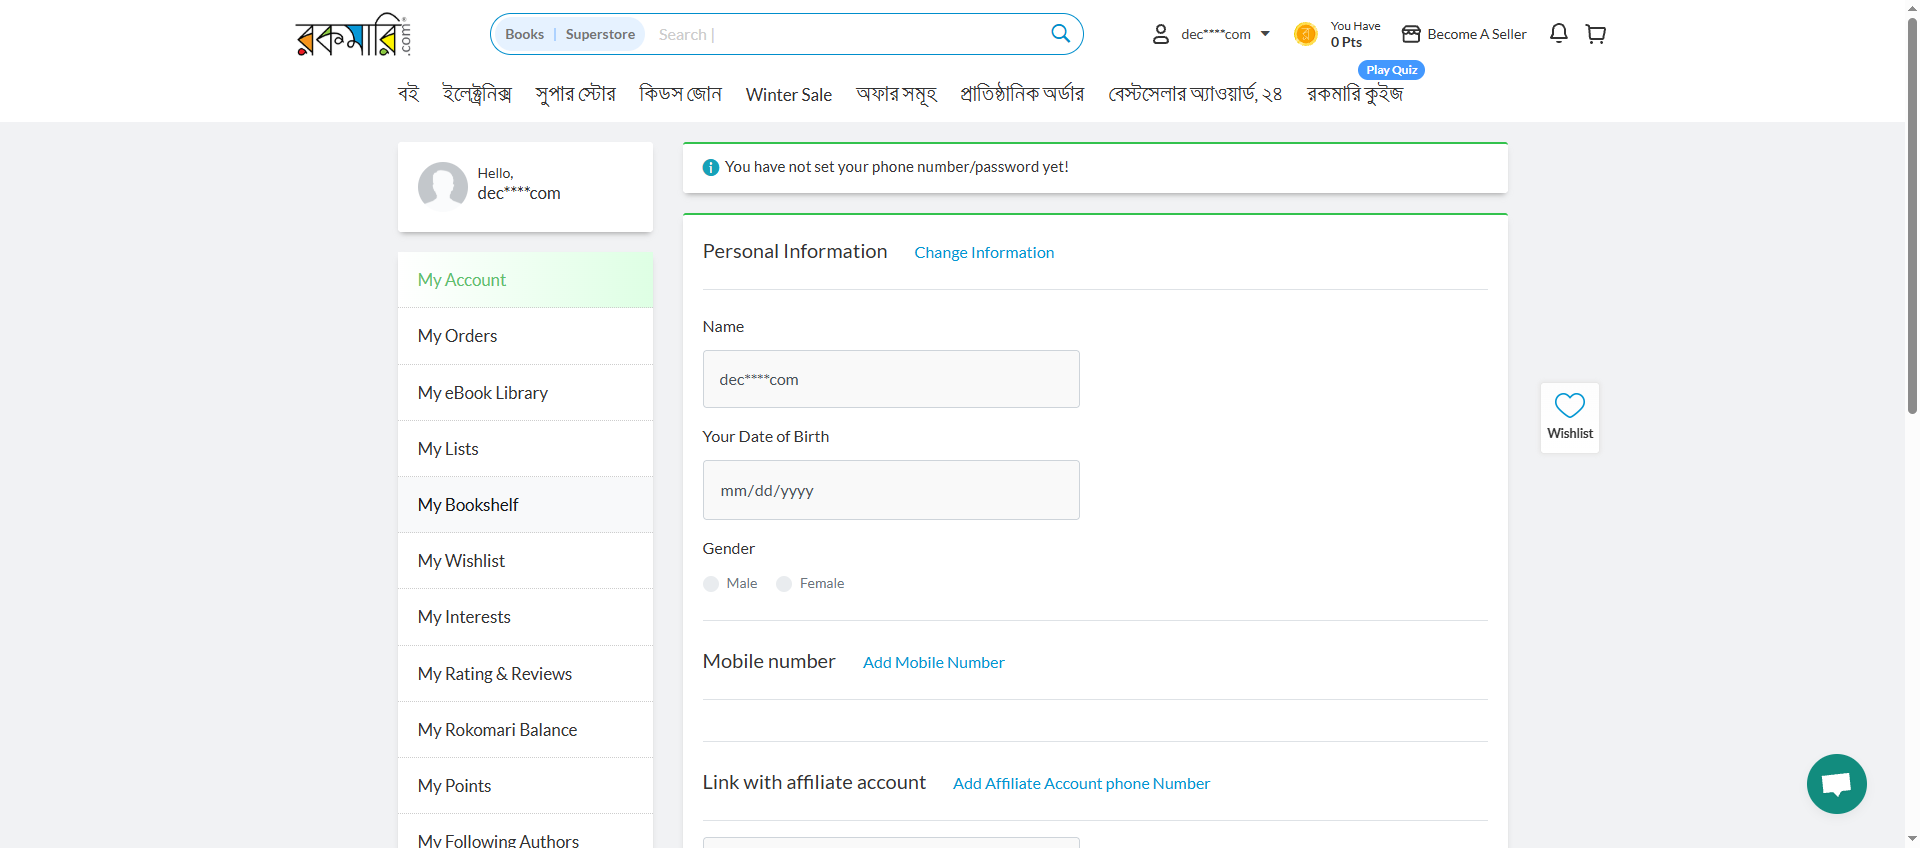 রকমারি.com
Books | Superstore Search |
dec****com
You Have
0 Pts
Become A Seller
Play Quiz
বই ইলেক্ট্রনিক্স সুপার স্টোর কিডস জোন Winter Sale অফার সমূহ প্রাতিষ্ঠানিক অর্ডার বেস্টসেলার অ্যাওয়ার্ড, ২৪ রকমারি কুইজ
Hello,
dec****com
My Account
My Orders
My eBook Library
My Lists
My Bookshelf
My Wishlist
My Interests
My Rating & Reviews
My Rokomari Balance
My Points
My Following Authors
You have not set your phone number/password yet!
Personal Information Change Information
Name
dec****com
Your Date of Birth
mm/dd/yyyy
Gender
Male Female
Mobile number Add Mobile Number
Link with affiliate account Add Affiliate Account phone Number
Wishlist